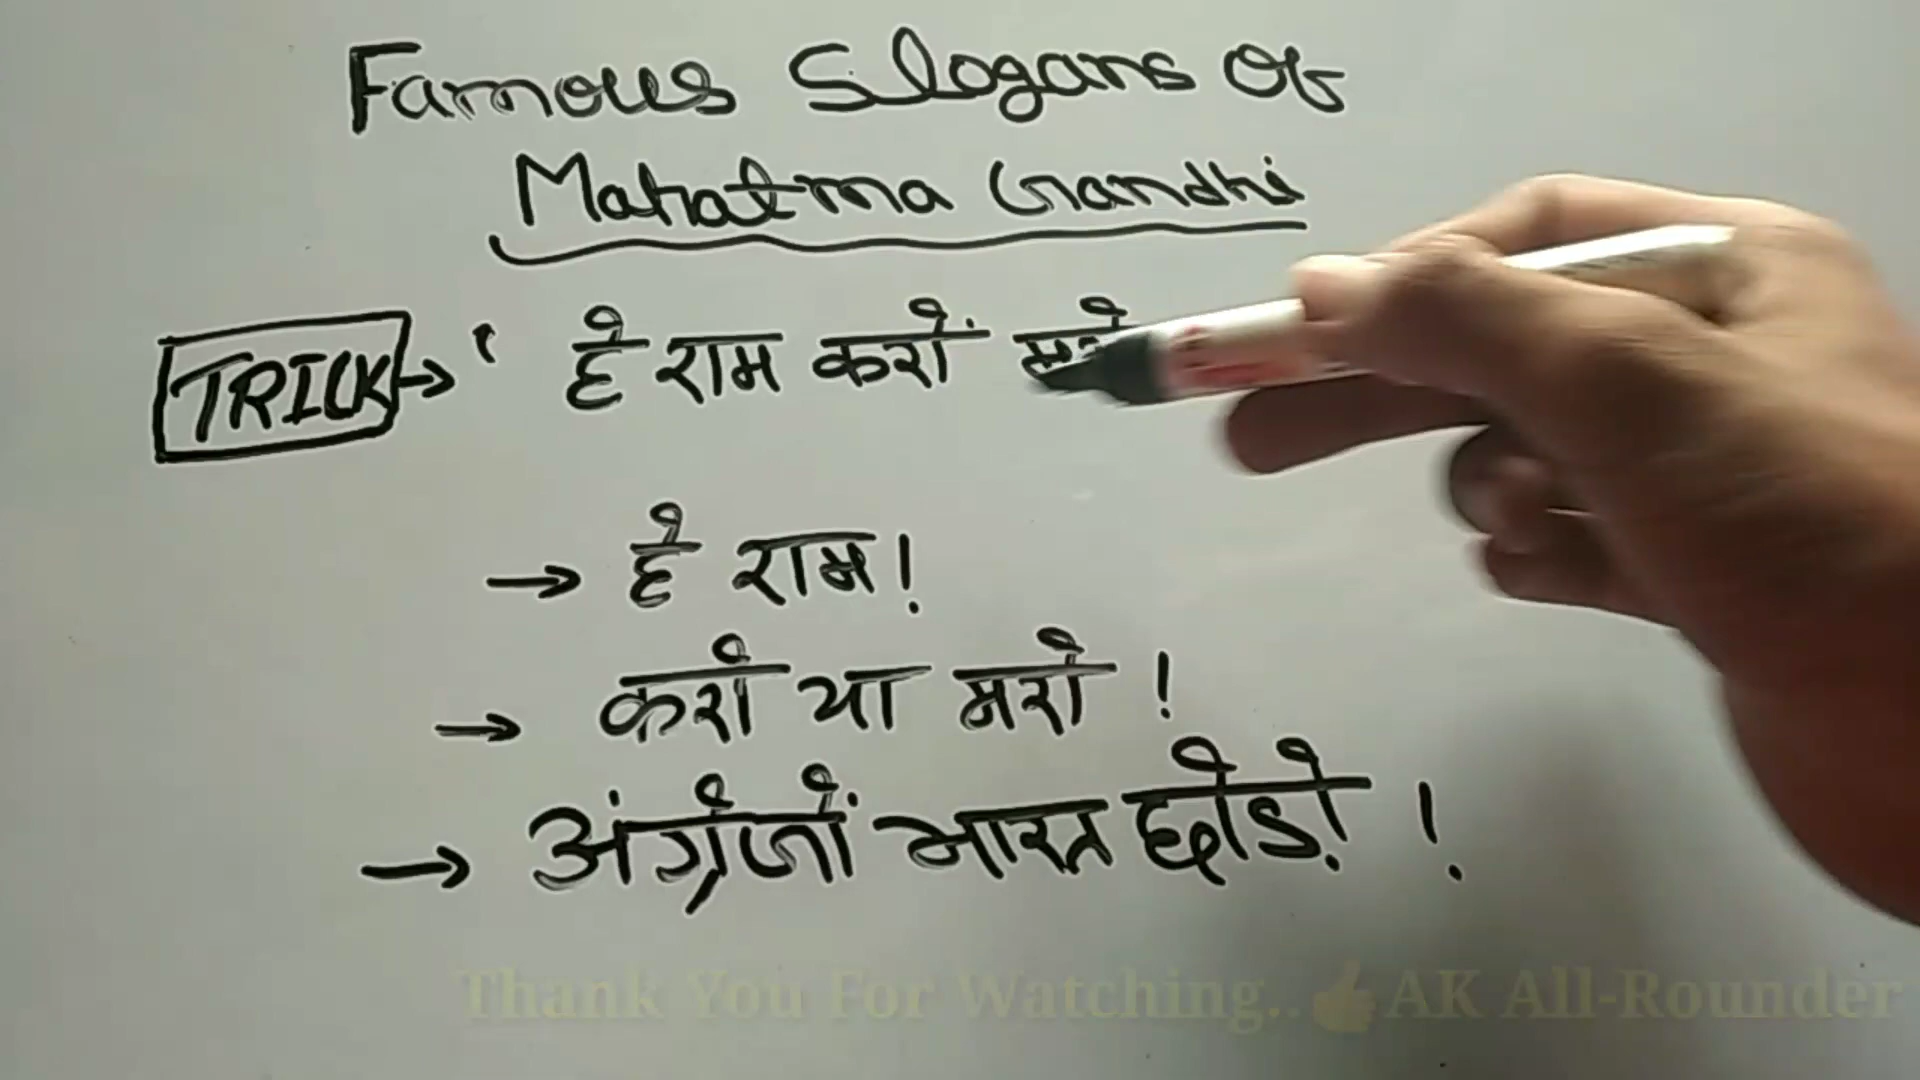 Famous Slogans Of
Mahatma Gandhi
TRICK → ' हे राम करों
→ हे राम!
→ करो या मरो !
→ अंग्रेजों भारत छोड़ो !
Thank You For Watching..👍AK All-Rounder